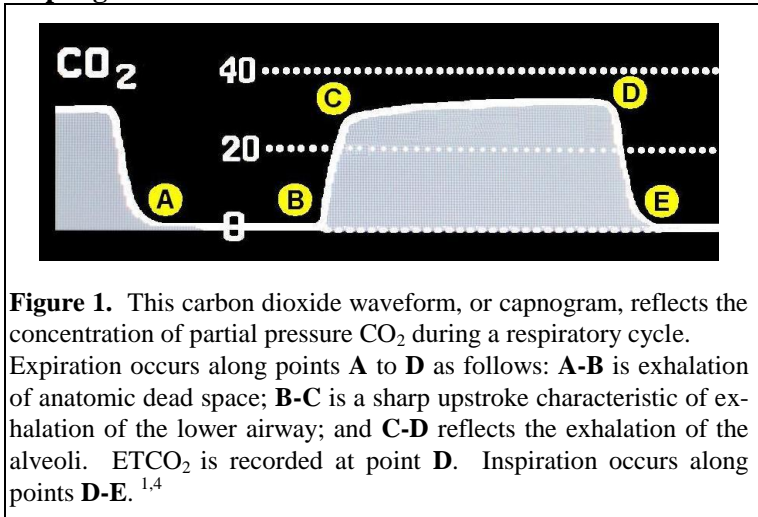 CO₂
40
C
D
20
A
B
E
0
Figure 1. This carbon dioxide waveform, or capnogram, reflects the
concentration of partial pressure CO₂ during a respiratory cycle.
Expiration occurs along points A to D as follows: A-B is exhalation
of anatomic dead space; B-C is a sharp upstroke characteristic of ex-
halation of the lower airway; and C-D reflects the exhalation of the
alveoli. ETCO₂ is recorded at point D. Inspiration occurs along
points D-E. ¹,⁴